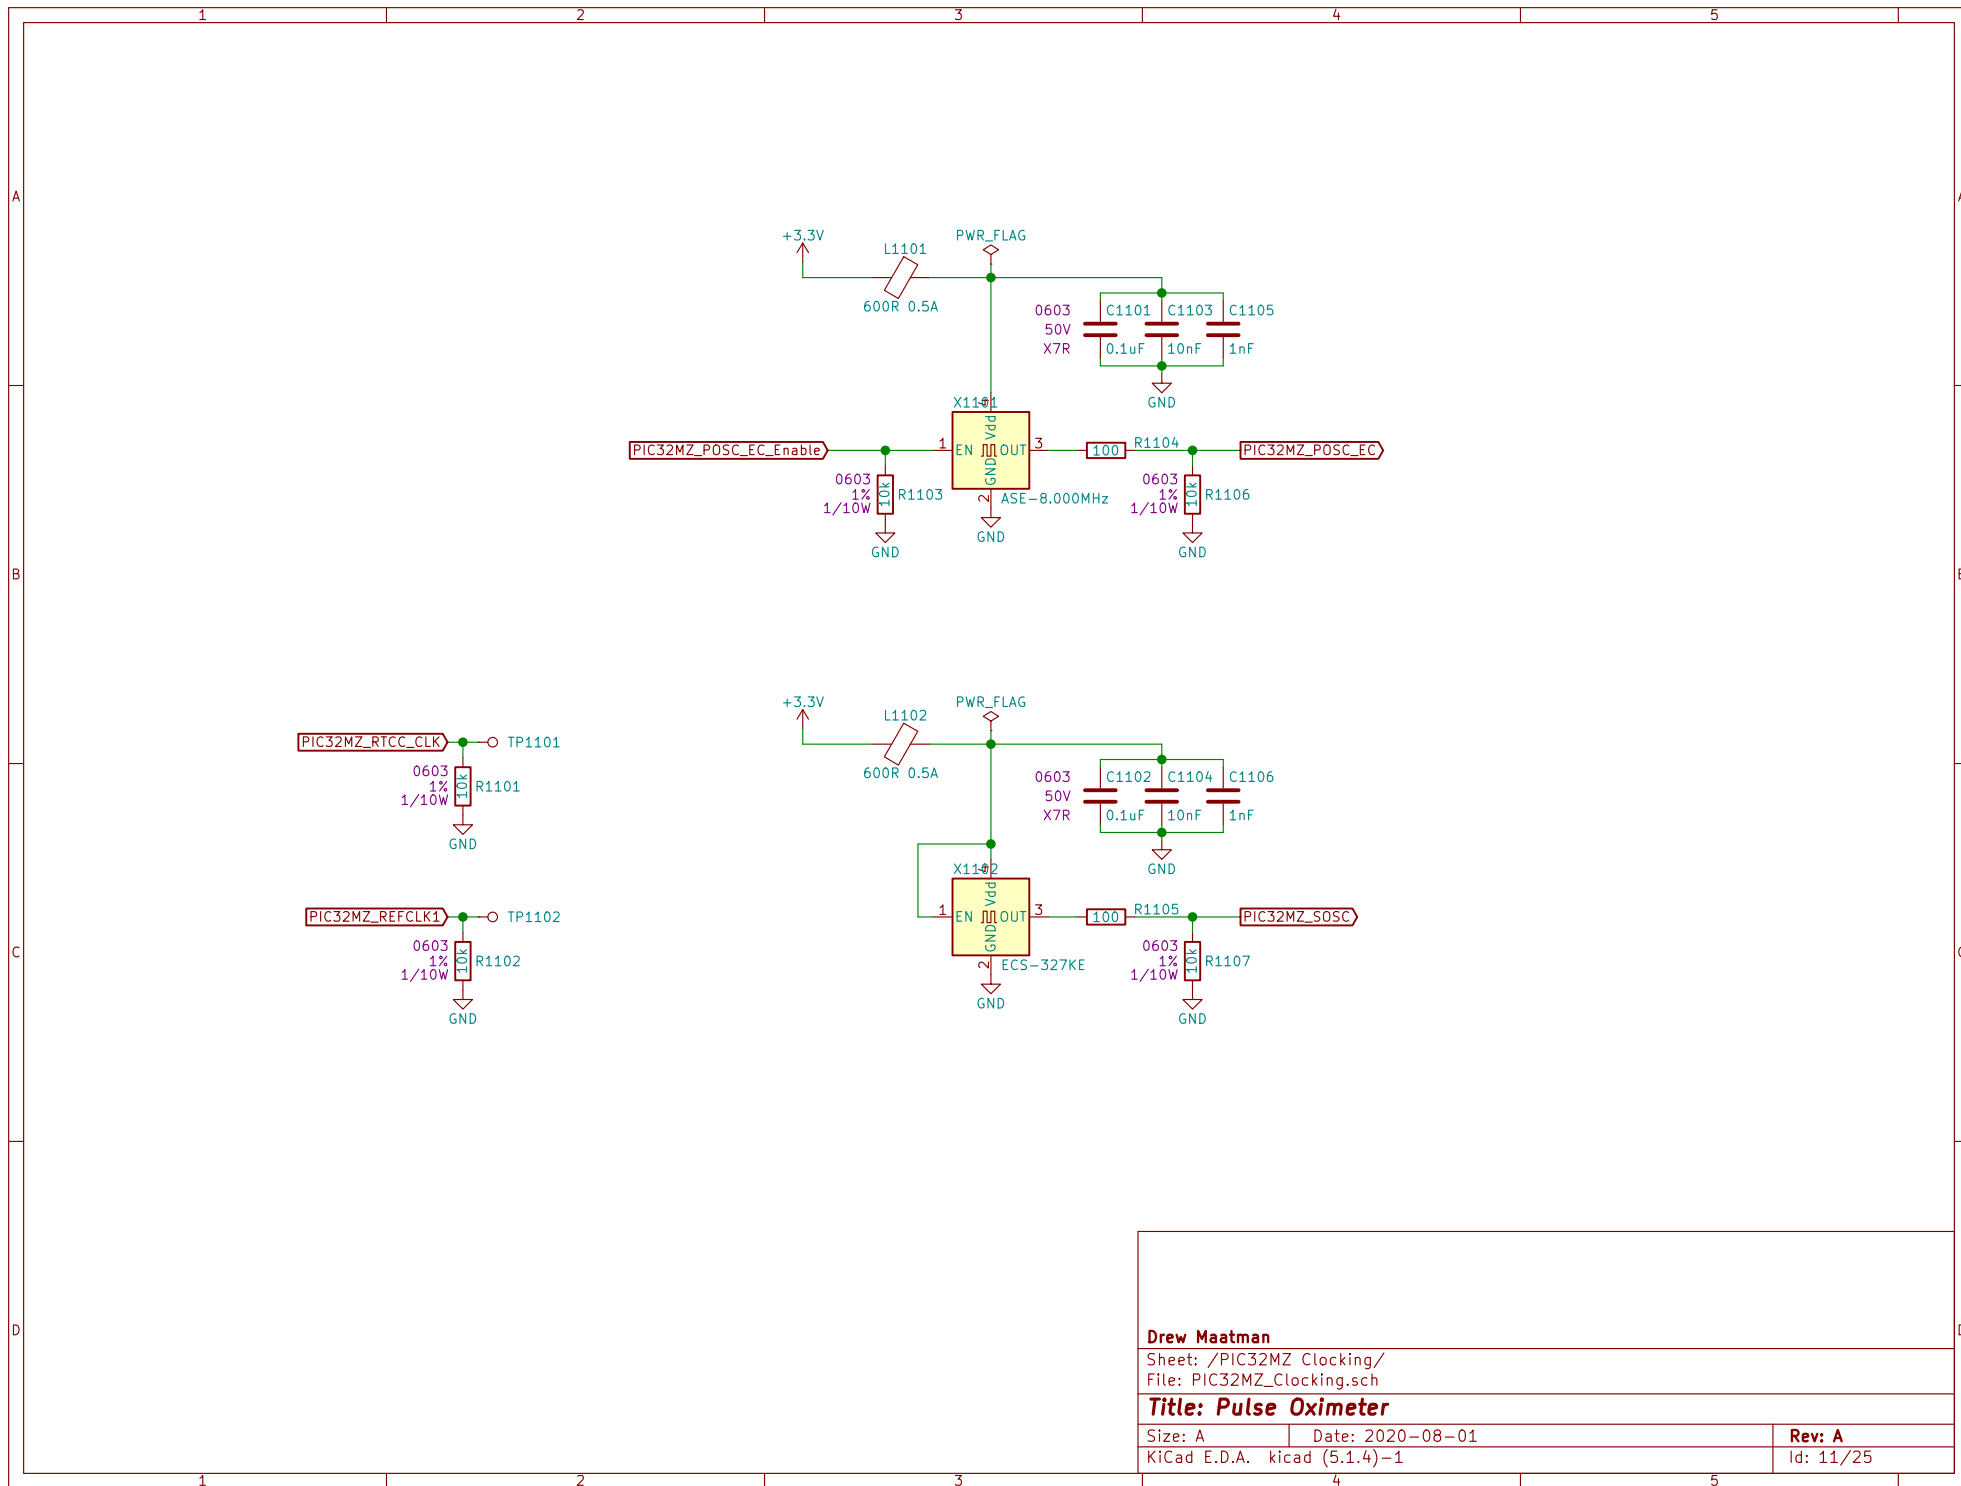 1 2 3 4 5
A
+3.3V
L1101
600R 0.5A
PWR_FLAG
0603
50V
X7R
C1101
0.1uF
C1103
10nF
C1105
1nF
GND
PIC32MZ_POSC_EC_Enable
0603
1%
1/10W
10k
R1103
GND
X1101
4
Vdd
1
EN
OUT
3
GND
2
ASE-8.000MHz
GND
100
R1104
PIC32MZ_POSC_EC
0603
1%
1/10W
10k
R1106
GND
B
PIC32MZ_RTCC_CLK
TP1101
0603
1%
1/10W
10k
R1101
GND
PIC32MZ_REFCLK1
TP1102
0603
1%
1/10W
10k
R1102
GND
+3.3V
L1102
600R 0.5A
PWR_FLAG
0603
50V
X7R
C1102
0.1uF
C1104
10nF
C1106
1nF
GND
X1102
4
Vdd
1
EN
OUT
3
GND
2
ECS-327KE
GND
100
R1105
PIC32MZ_SOSC
0603
1%
1/10W
10k
R1107
GND
C
D
Drew Maatman
Sheet: /PIC32MZ Clocking/
File: PIC32MZ_Clocking.sch
Title: Pulse Oximeter
Size: A
Date: 2020-08-01
Rev: A
KiCad E.D.A. kicad (5.1.4)-1
Id: 11/25
1 2 3 4 5